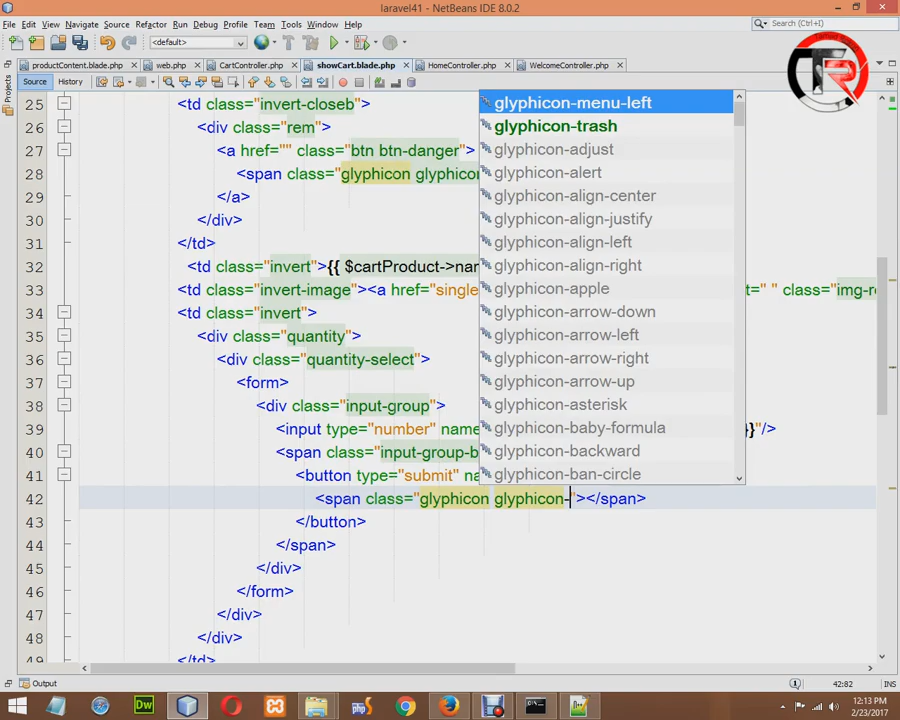 laravel41 - NetBeans IDE 8.0.2
File Edit View Navigate Source Refactor Run Debug Profile Team Tools Window Help
<default>
Search (Ctrl+I)
productContent.blade.php web.php CartController.php showCart.blade.php HomeController.php WelcomeController.php
Source History
Projects
25 <td class="invert-closeb">
26 <div class="rem">
27 <a href="" class="btn btn-danger">
28 <span class="glyphicon glyphicon
29 </a>
30 </div>
31 </td>
32 <td class="invert">{{ $cartProduct->nam
33 <td class="invert-image"><a href="single t=" " class="img-re
34 <td class="invert">
35 <div class="quantity">
36 <div class="quantity-select">
37 <form>
38 <div class="input-group">
39 <input type="number" name }}"/>
40 <span class="input-group-b
41 <button type="submit" na
42 <span class="glyphicon glyphicon-"></span>
43 </button>
44 </span>
45 </div>
46 </form>
47 </div>
48 </div>
49 </td>
glyphicon-menu-left
glyphicon-trash
glyphicon-adjust
glyphicon-alert
glyphicon-align-center
glyphicon-align-justify
glyphicon-align-left
glyphicon-align-right
glyphicon-apple
glyphicon-arrow-down
glyphicon-arrow-left
glyphicon-arrow-right
glyphicon-arrow-up
glyphicon-asterisk
glyphicon-baby-formula
glyphicon-backward
glyphicon-ban-circle
Output
42:82 INS
Dw
php
12:13 PM
2/23/2017